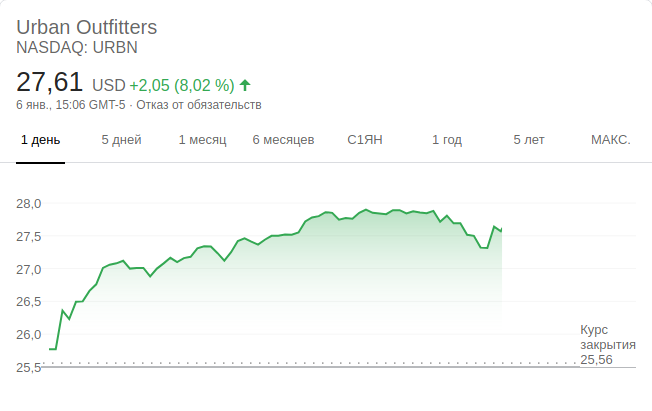 Urban Outfitters
NASDAQ: URBN
27,61 USD +2,05 (8,02 %)
6 янв., 15:06 GMT-5 · Отказ от обязательств
1 день 5 дней 1 месяц 6 месяцев С1ЯН 1 год 5 лет МАКС.
28,0
27,5
27,0
26,5
26,0
25,5
Курс
закрытия
25,56